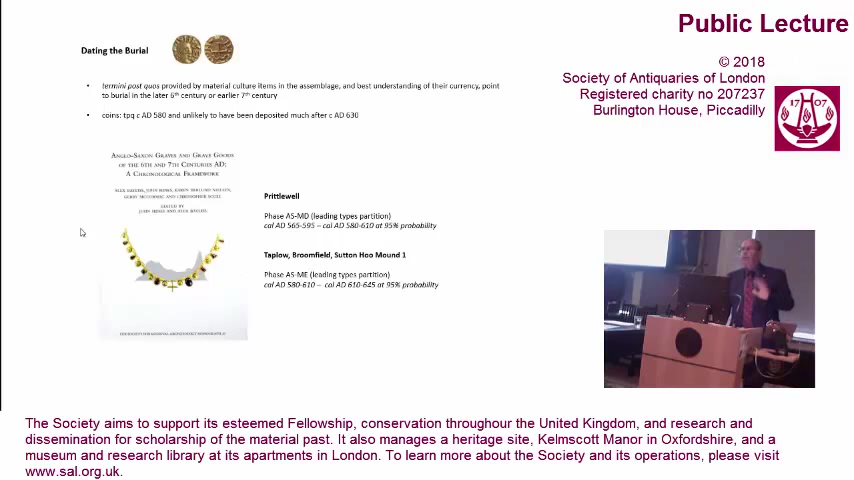 Public Lecture
© 2018
Society of Antiquaries of London
Registered charity no 207237
Burlington House, Piccadilly
17 07
Dating the Burial
• termini post quos provided by material culture items in the assemblage, and best understanding of their currency, point
to burial in the later 6th century or earlier 7th century
• coins: tpq c AD 580 and unlikely to have been deposited much after c AD 630
Anglo-Saxon Graves and Grave Goods
of the 6th and 7th Centuries AD:
A Chronological Framework
Prittlewell
Phase AS-MD (leading types partition)
cal AD 565-595 – cal AD 580-610 at 95% probability
Taplow, Broomfield, Sutton Hoo Mound 1
Phase AS-ME (leading types partition)
cal AD 580-610 – cal AD 610-645 at 95% probability
The Society aims to support its esteemed Fellowship, conservation throughour the United Kingdom, and research and
dissemination for scholarship of the material past. It also manages a heritage site, Kelmscott Manor in Oxfordshire, and a
museum and research library at its apartments in London. To learn more about the Society and its operations, please visit
www.sal.org.uk.